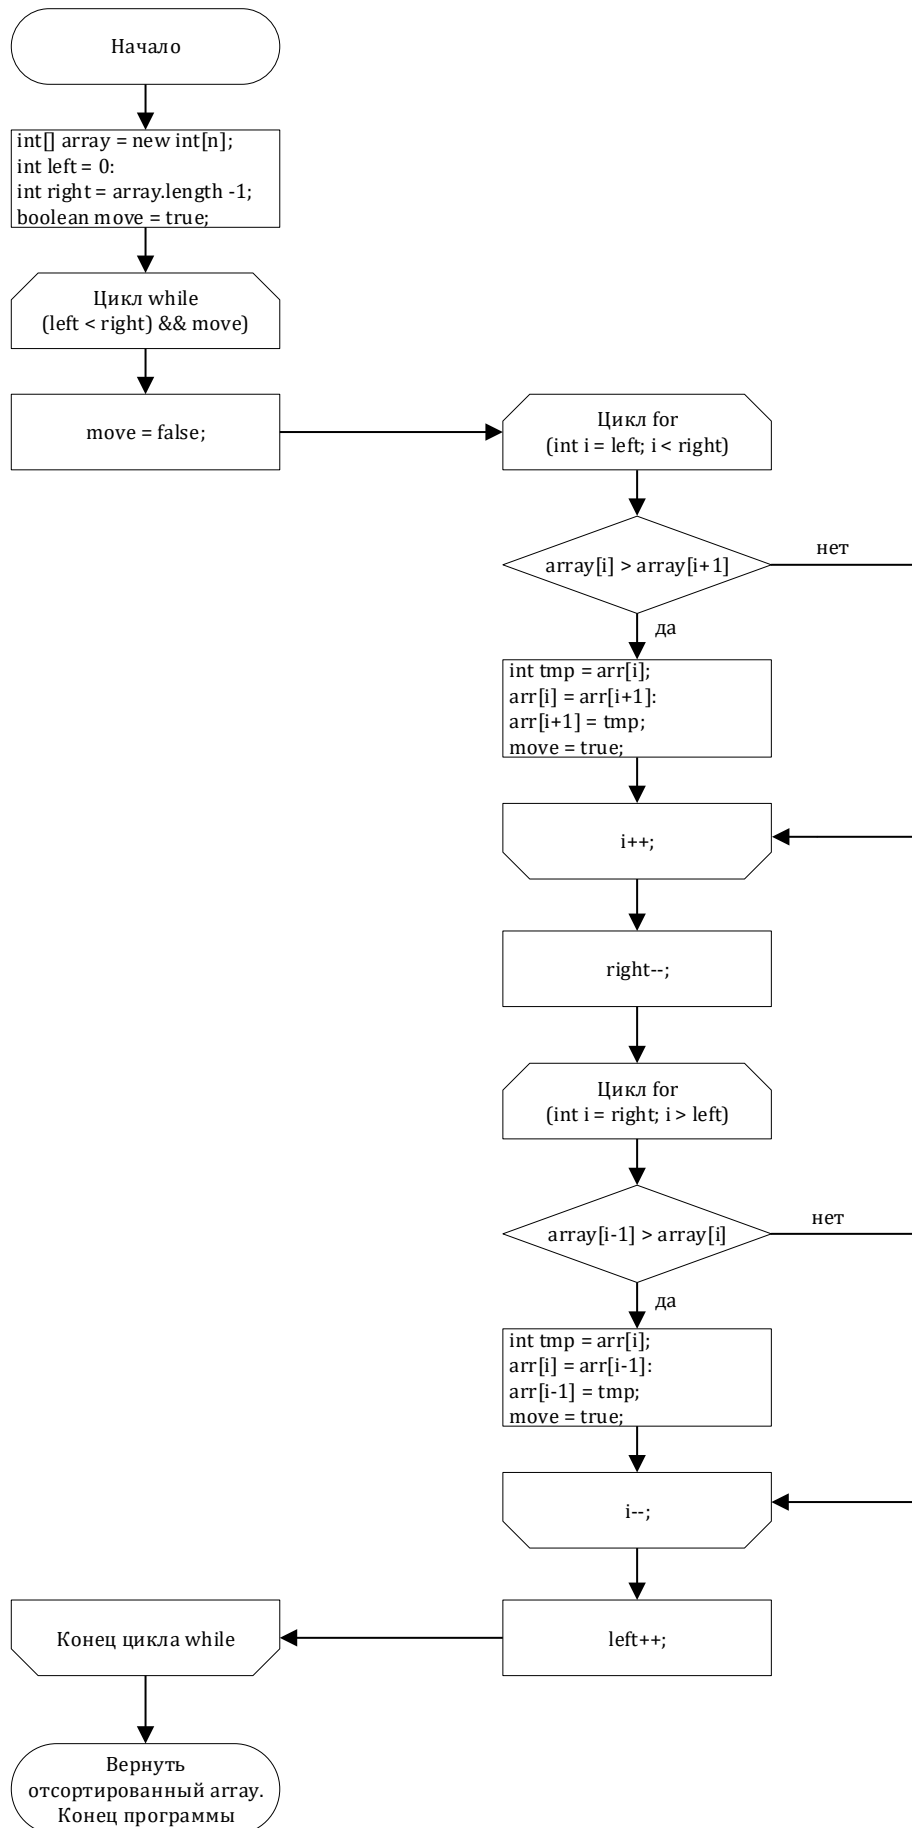 Начало
int[] array = new int[n];
int left = 0:
int right = array.length -1;
boolean move = true;
Цикл while
(left < right) && move)
move = false;
Цикл for
(int i = left; i < right)
array[i] > array[i+1]
нет
да
int tmp = arr[i];
arr[i] = arr[i+1]:
arr[i+1] = tmp;
move = true;
i++;
right--;
Цикл for
(int i = right; i > left)
array[i-1] > array[i]
нет
да
int tmp = arr[i];
arr[i] = arr[i-1]:
arr[i-1] = tmp;
move = true;
i--;
left++;
Конец цикла while
Вернуть
отсортированный array.
Конец программы